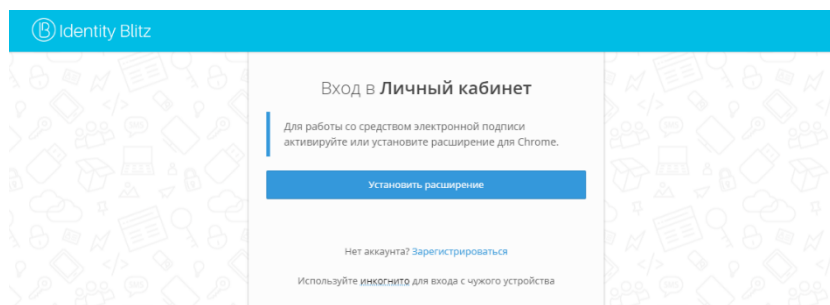 Identity Blitz
Вход в Личный кабинет
Для работы со средством электронной подписи
активируйте или установите расширение для Chrome.
Установить расширение
Нет аккаунта? Зарегистрироваться
Используйте инкогнито для входа с чужого устройства